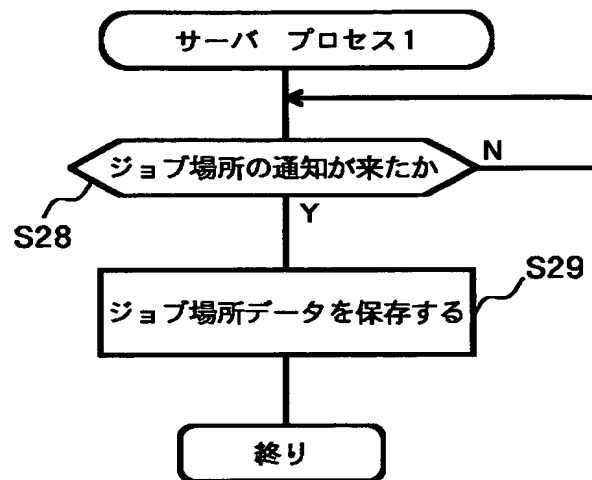 サーバ プロセス1
ジョブ場所の通知が来たか
N
S28
Y
S29
ジョブ場所データを保存する
終り